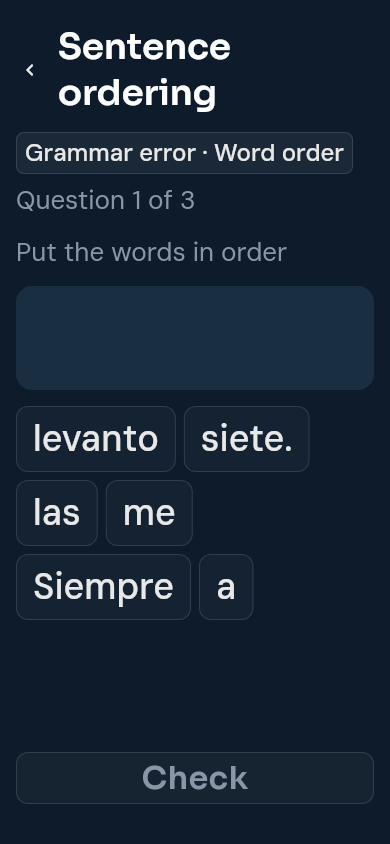 Sentence
ordering
Grammar error · Word order
Question 1 of 3
Put the words in order
levanto siete.
las me
Siempre a
Check